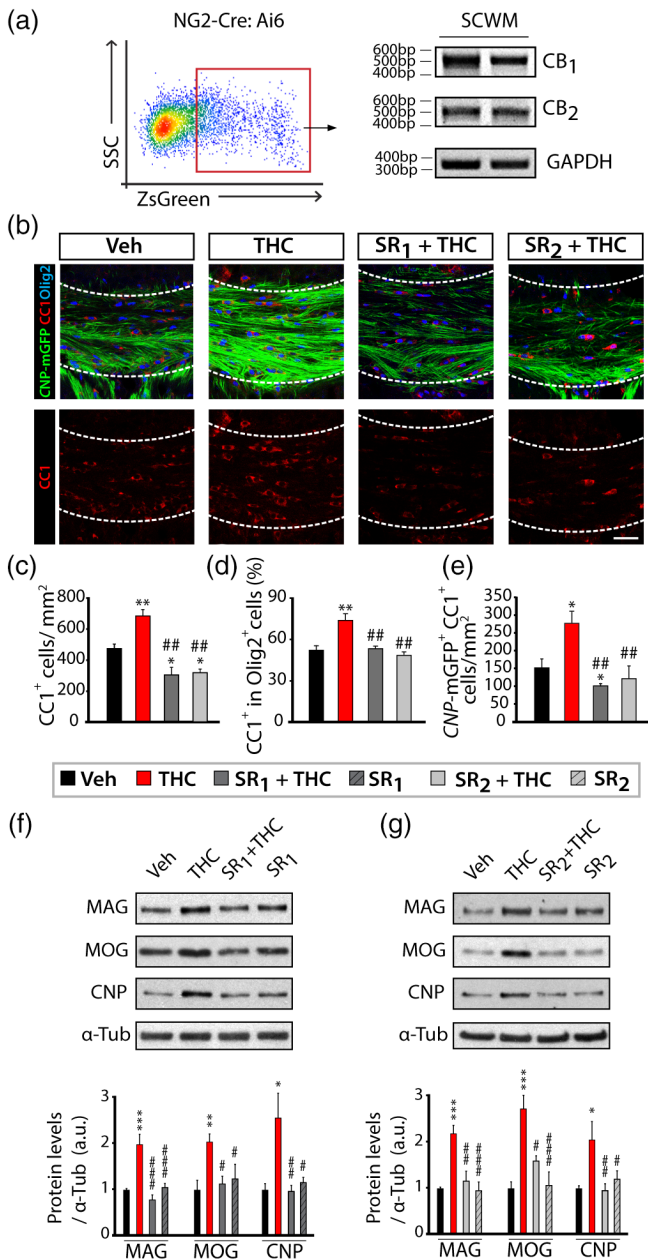 (a)
NG2-Cre: Ai6
SSC
ZsGreen
SCWM
600bp
500bp
400bp
CB1
600bp
500bp
400bp
CB2
400bp
300bp
GAPDH
(b)
Veh
THC
SR1 + THC
SR2 + THC
CNP-mGFP CC1 Olig2
CC1
(c)
CC1+ cells/ mm2
800
600
400
200
0
**
##
*
##
*
(d)
CC1+ in Olig2+ cells (%)
90
60
30
0
**
##
##
(e)
CNP-mGFP+ CC1+
cells/mm2
350
300
250
200
150
100
50
0
*
##
*
##
Veh THC SR1 + THC SR1 SR2 + THC SR2
(f)
Veh THC SR1+THC SR1
MAG
MOG
CNP
α-Tub
Protein levels
/ α-Tub (a.u.)
3
2
1
0
***
###
###
**
#
#
*
##
#
MAG MOG CNP
(g)
Veh THC SR2+THC SR2
MAG
MOG
CNP
α-Tub
Protein levels
/ α-Tub (a.u.)
3
2
1
0
***
##
###
***
#
###
*
##
#
MAG MOG CNP